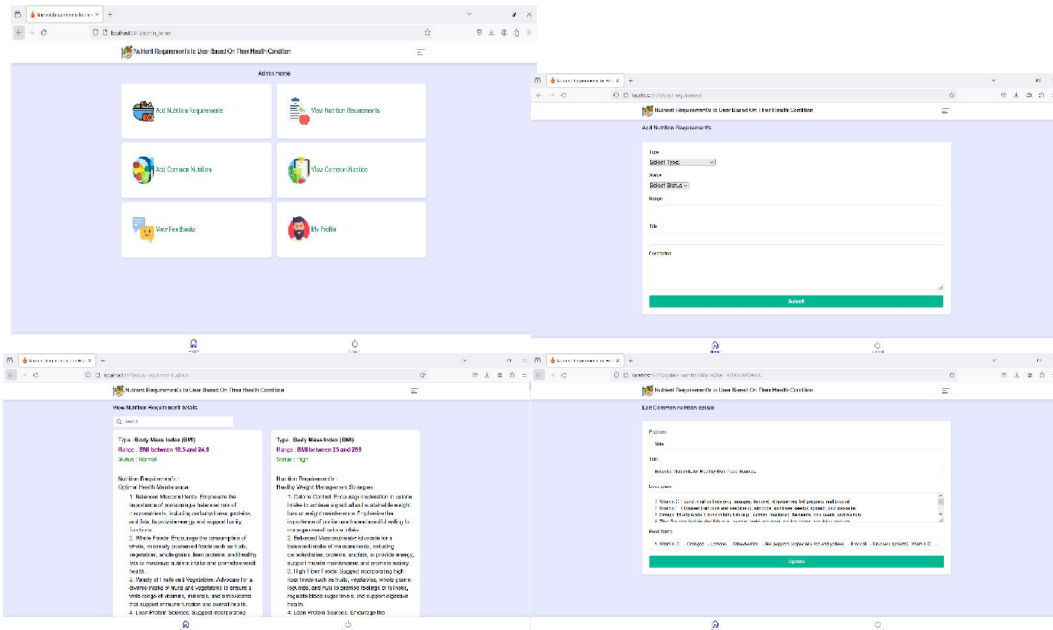 Nutrient Requirements to User Based On Their Health Condition
Admin Home
Add Nutrition Requirements
View Nutrition Requirements
Add Common Nutrition
View Common Nutrition
View Feedbacks
My Profile
Nutrient Requirements to User Based On Their Health Condition
Add Nutrition Requirements
Type
Select Type
Status
Select Status
Range
Title
Description
Submit
Nutrient Requirements to User Based On Their Health Condition
View Nutrition Requirement details
Search
Type : Body Mass Index (BMI)
Range : BMI between 18.5 and 24.9
Status : Normal
Nutrition Requirements :
Optimal Health Maintenance
1. Balanced Macronutrients: Emphasize the
importance of consuming a balanced mix of
macronutrients, including carbohydrates, proteins,
and fats, to provide energy and support bodily
functions.
2. Whole Foods: Encourage the consumption of
whole, minimally processed foods such as fruits,
vegetables, whole grains, lean proteins, and healthy
fats to maximize nutrient intake and promote overall
health.
3. Variety of Fruits and Vegetables: Advocate for a
diverse intake of fruits and vegetables to ensure a
wide range of vitamins, minerals, and antioxidants
that support immune function and overall health.
4. Lean Protein Sources: Suggest incorporating
Type : Body Mass Index (BMI)
Range : BMI between 25 and 29.9
Status : High
Nutrition Requirements :
Healthy Weight Management Strategies
1. Calorie Control: Encourage moderation in calorie
intake to achieve a gradual and sustainable weight
loss or weight maintenance. Emphasize the
importance of portion control and mindful eating to
manage overall calorie intake.
2. Balanced Macronutrients: Advocate for a
balanced intake of macronutrients, including
carbohydrates, proteins, and fats, to provide energy,
support muscle maintenance, and promote satiety.
3. High Fiber Foods: Suggest incorporating high
fiber foods such as fruits, vegetables, whole grains,
legumes, and nuts to promote feelings of fullness,
regulate blood sugar levels, and support digestive
health.
4. Lean Protein Sources: Encourage the
Nutrient Requirements to User Based On Their Health Condition
Edit Common nutrition details
Problem
Skin
Title
Description
Food Items
Update